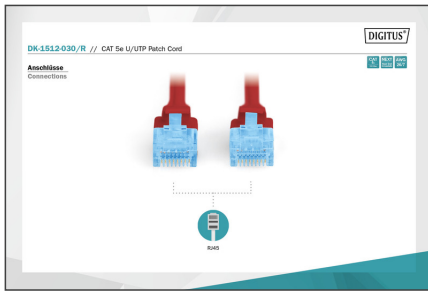 DIGITUS®
DK-1512-030/R // CAT 5e U/UTP Patch Cord
Anschlüsse
Connections
RJ45